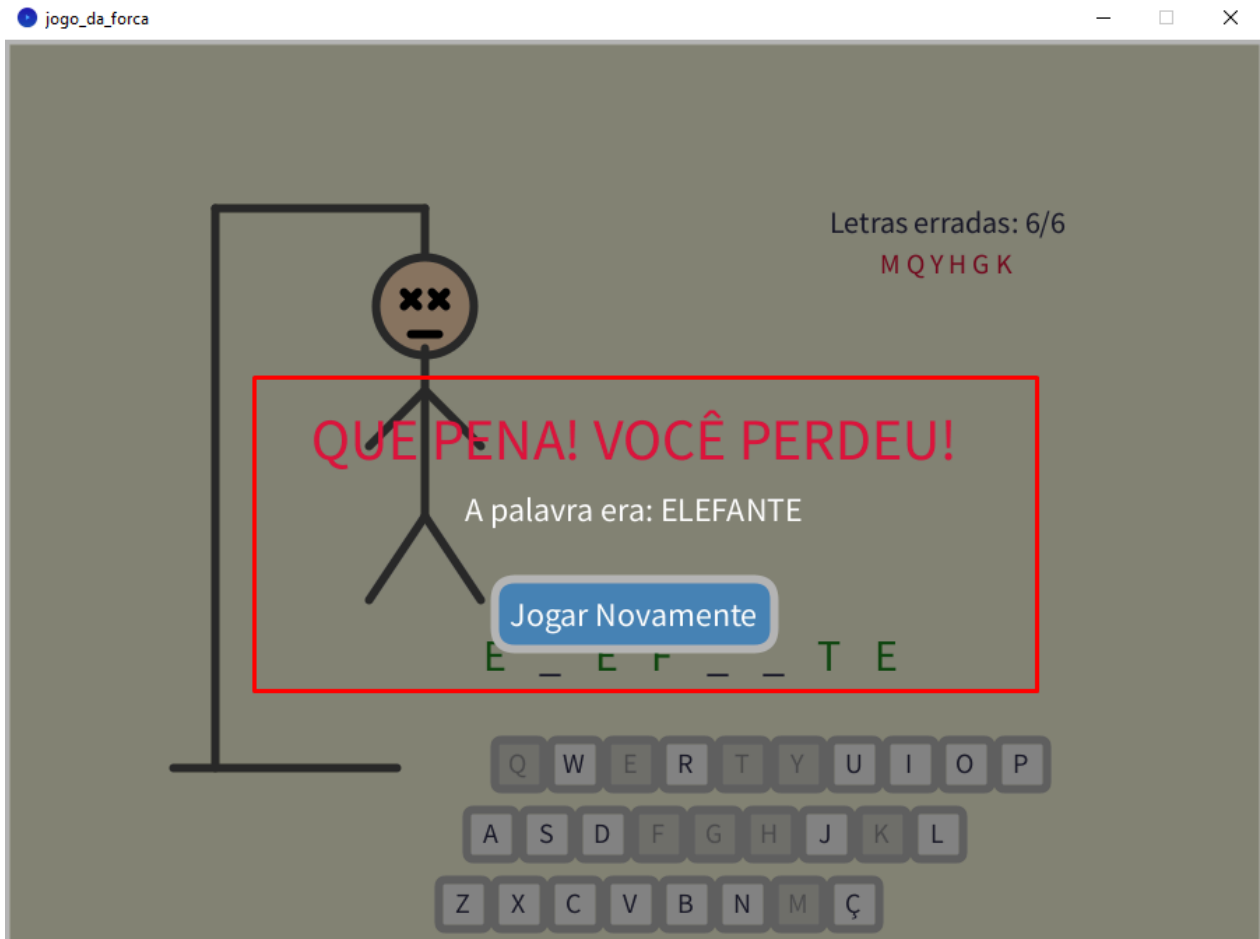 jogo_da_forca
Letras erradas: 6/6
M Q Y H G K
QUE PENA! VOCÊ PERDEU!
A palavra era: ELEFANTE
Jogar Novamente
E _ E F _ _ T E
Q W E R T Y U I O P
A S D F G H J K L
Z X C V B N M Ç